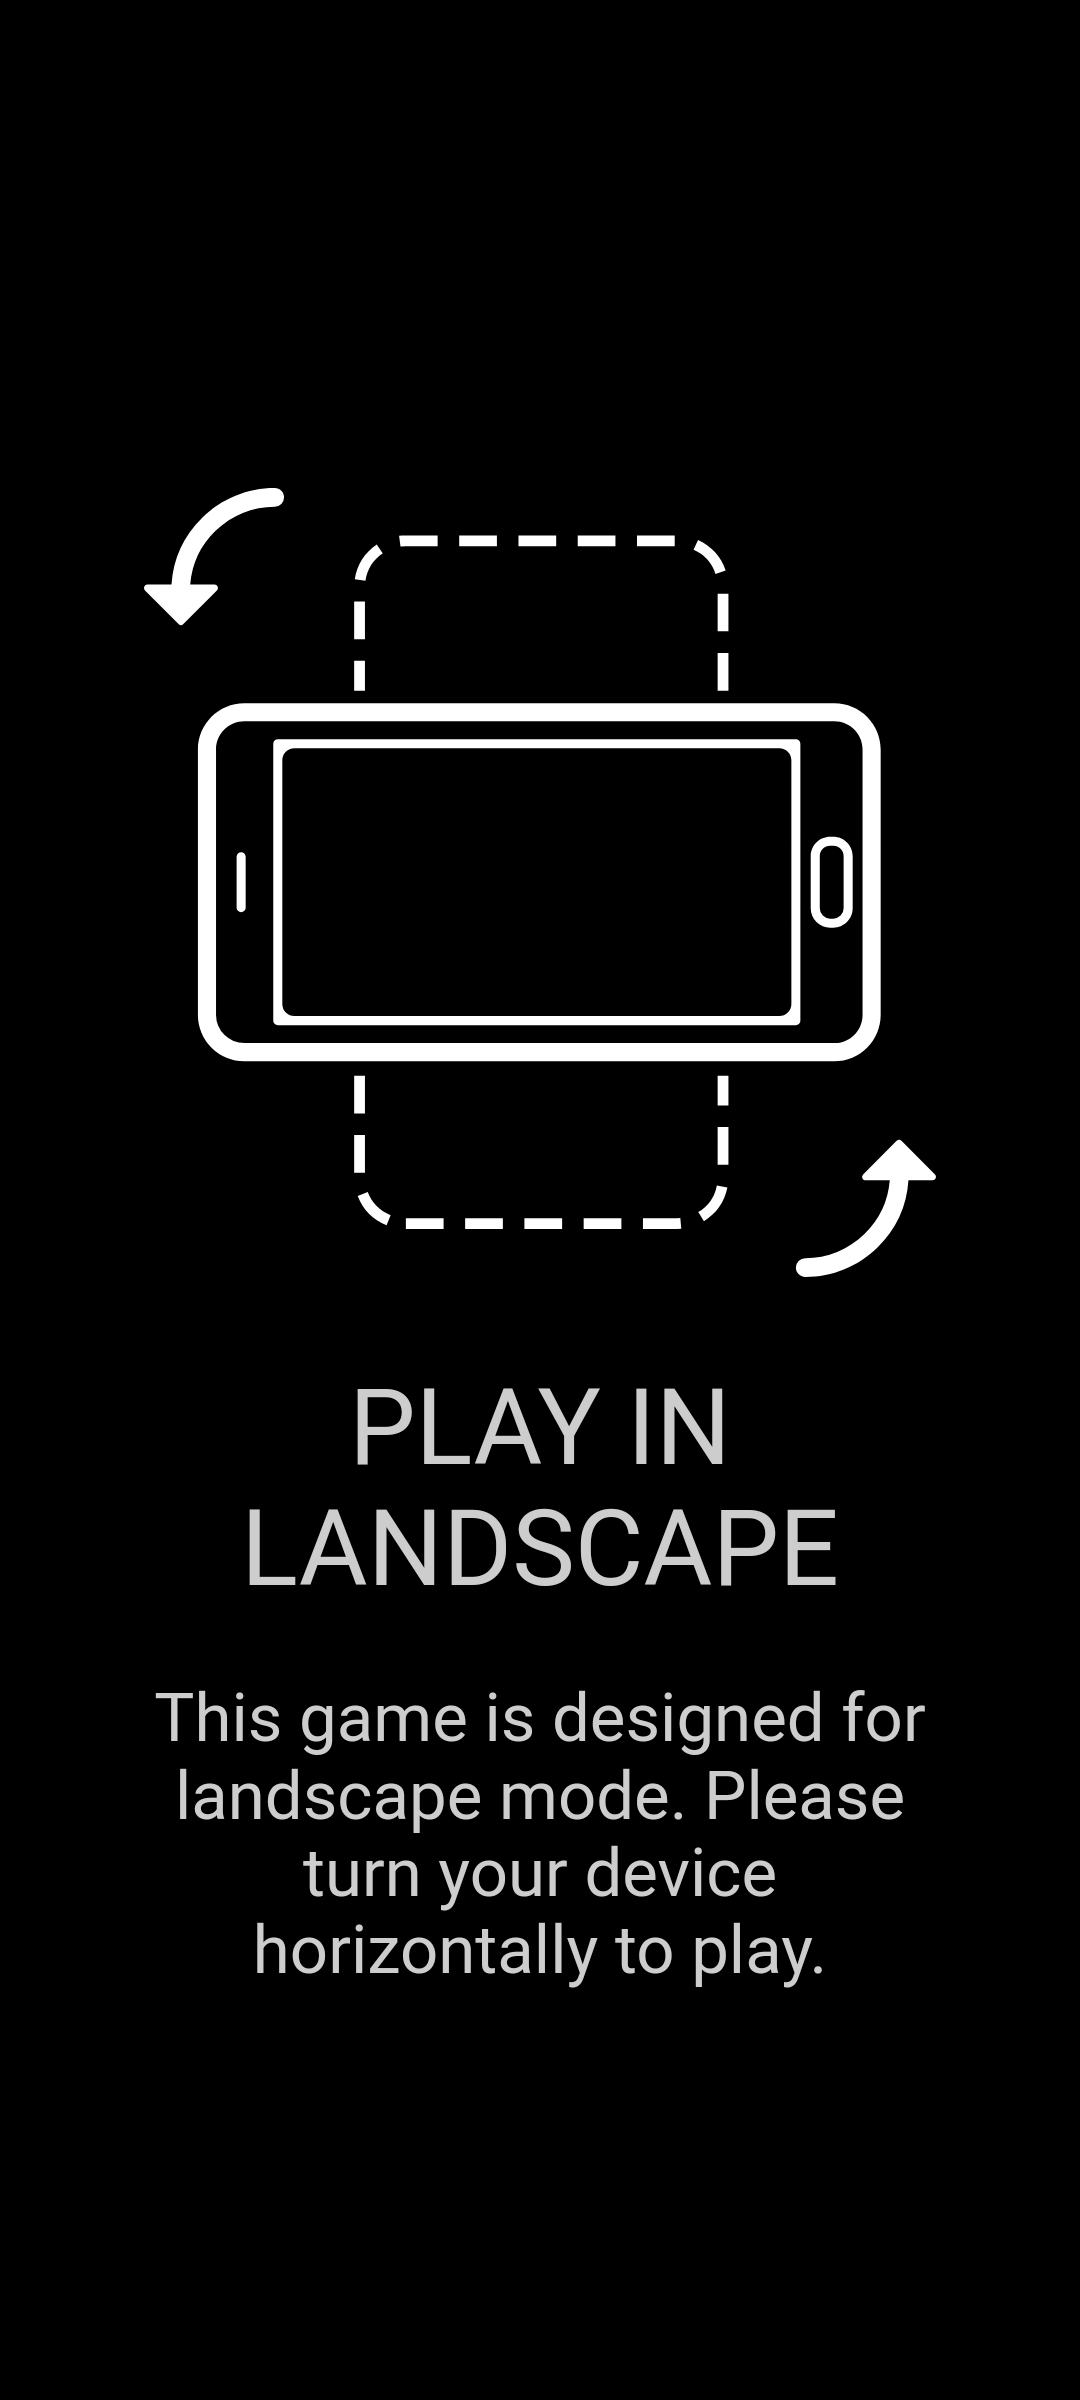 PLAY IN
LANDSCAPE
This game is designed for
landscape mode. Please
turn your device
horizontally to play.